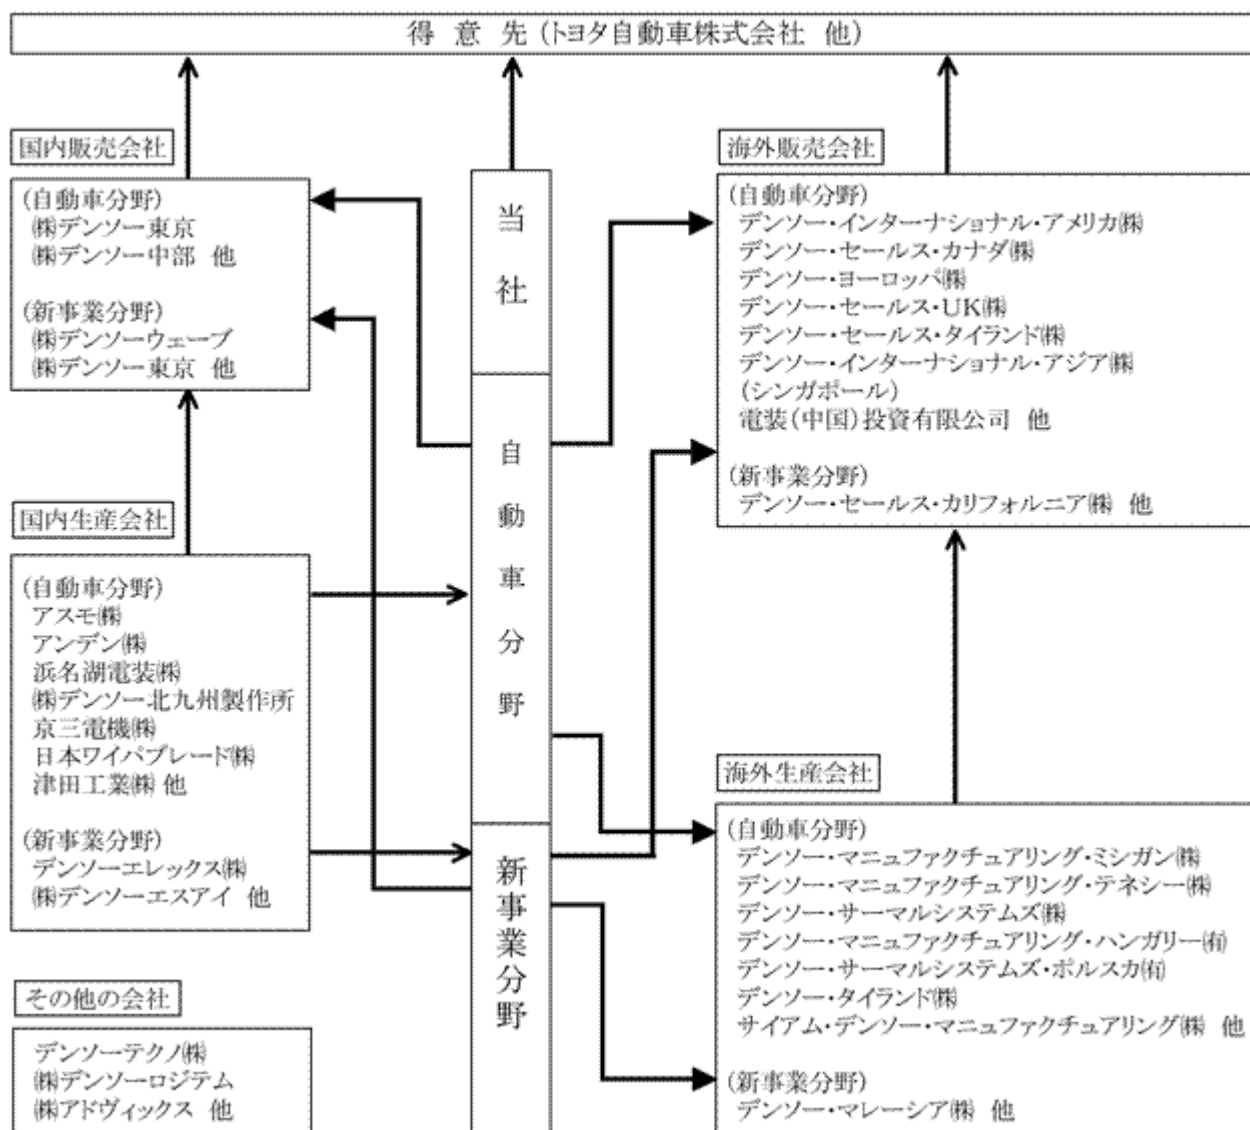 得 意 先 (トヨタ自動車株式会社 他)
国内販売会社
(自動車分野)
㈱デンソー東京
㈱デンソー中部 他
(新事業分野)
㈱デンソーウェーブ
㈱デンソー東京 他
国内生産会社
(自動車分野)
アスモ㈱
アンデン㈱
浜名湖電装㈱
㈱デンソー北九州製作所
京三電機㈱
日本ワイパブレード㈱
津田工業㈱ 他
(新事業分野)
デンソーエレックス㈱
㈱デンソーエスアイ 他
その他の会社
デンソーテクノ㈱
㈱デンソーロジテム
㈱アドヴィックス 他
当社
自動車分野
新事業分野
海外販売会社
(自動車分野)
デンソー・インターナショナル・アメリカ㈱
デンソー・セールス・カナダ㈱
デンソー・ヨーロッパ㈱
デンソー・セールス・UK㈱
デンソー・セールス・タイランド㈱
デンソー・インターナショナル・アジア㈱
(シンガポール)
電装(中国)投資有限公司 他
(新事業分野)
デンソー・セールス・カリフォルニア㈱ 他
海外生産会社
(自動車分野)
デンソー・マニュファクチュアリング・ミシガン㈱
デンソー・マニュファクチュアリング・テネシー㈱
デンソー・サーマルシステムズ㈱
デンソー・マニュファクチュアリング・ハンガリー㈲
デンソー・サーマルシステムズ・ポルスカ㈲
デンソー・タイランド㈱
サイアム・デンソー・マニュファクチュアリング㈱ 他
(新事業分野)
デンソー・マレーシア㈱ 他